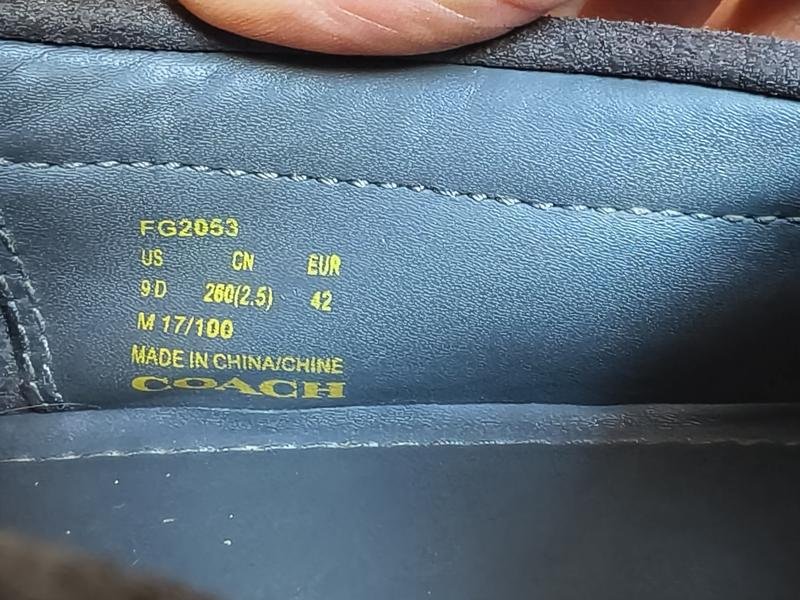 FG2053
US CN EUR
9 D 260(2.5) 42
M 17/100
MADE IN CHINA/CHINE
COACH